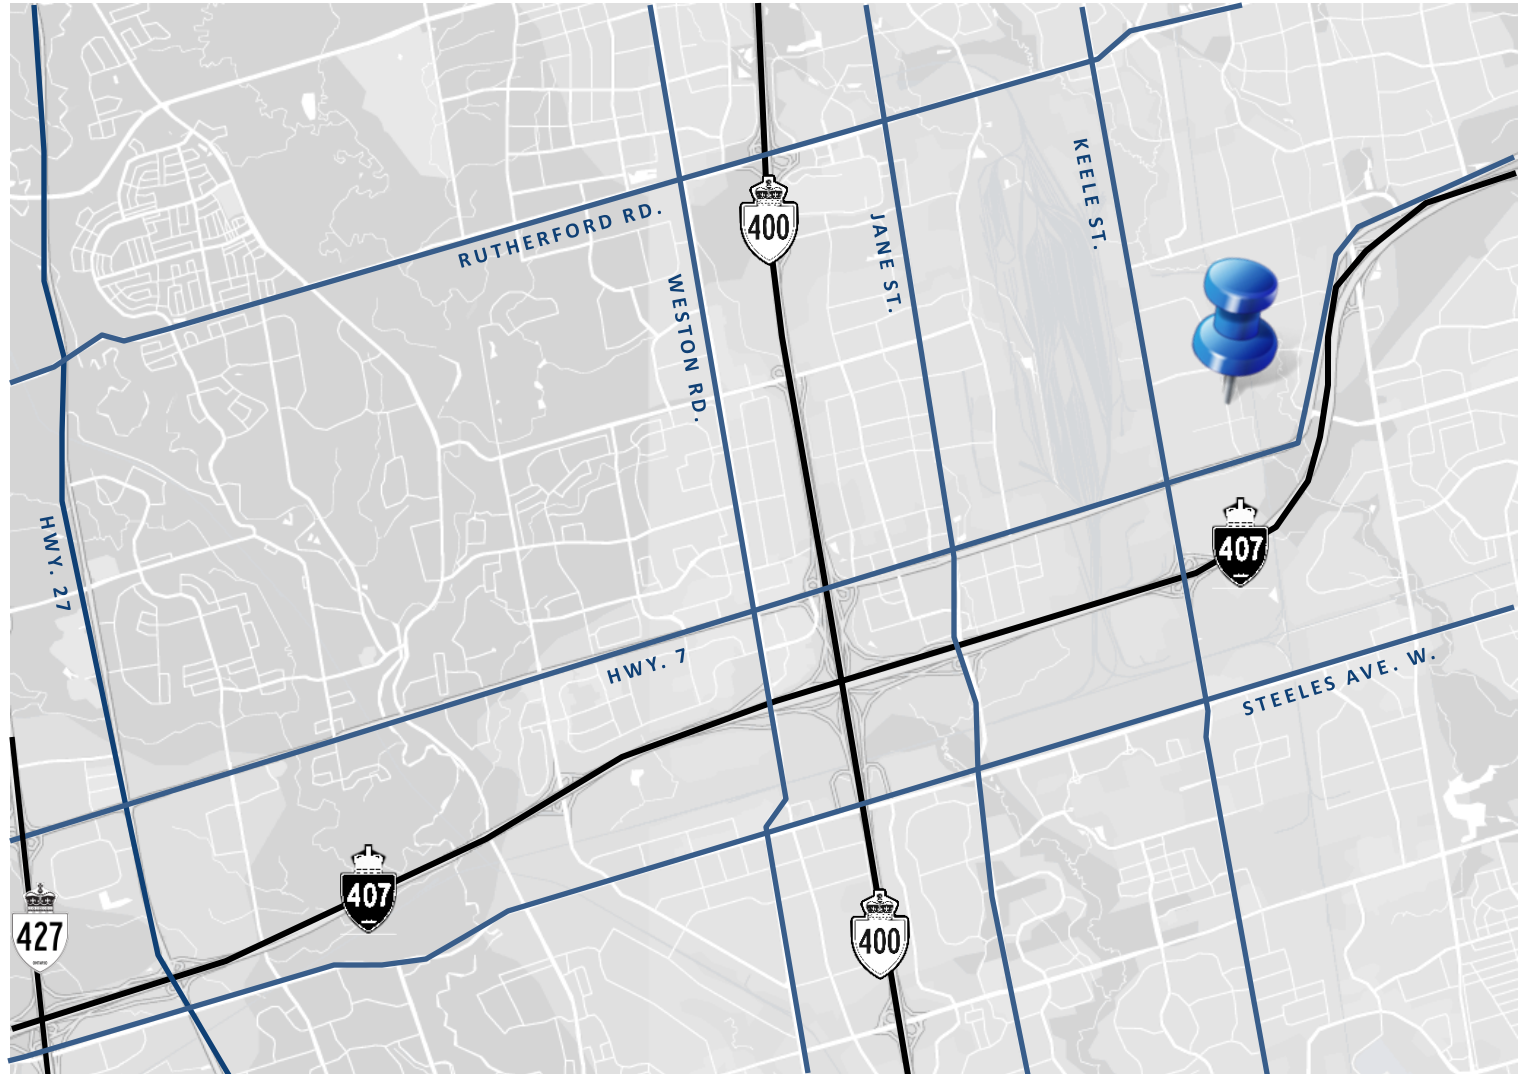 KEELE ST.
400
RUTHERFORD RD.
JANE ST.
WESTON RD.
HWY. 27
407
HWY. 7
STEELES AVE. W.
407
427
400